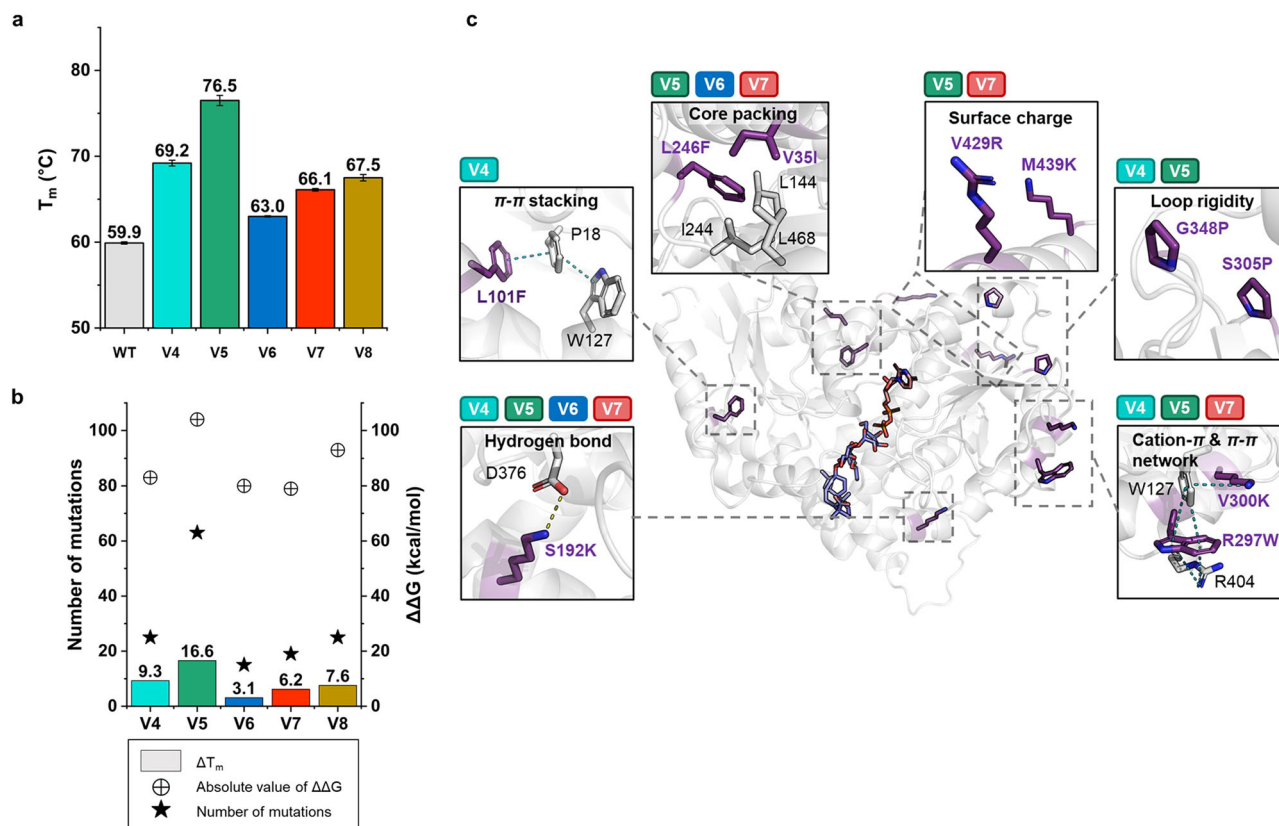 a
T_m (°C)
80
75
70
65
60
55
50
59.9
69.2
76.5
63.0
66.1
67.5
WT
V4
V5
V6
V7
V8
b
Number of mutations
100
80
60
40
20
0
9.3
16.6
3.1
6.2
7.6
100
80
60
40
20
0
ΔΔG (kcal/mol)
V4
V5
V6
V7
V8
ΔT_m
Absolute value of ΔΔG
Number of mutations
c
V4
π-π stacking
P18
L101F
W127
V5 V6 V7
Core packing
L246F
V35I
L144
I244
L468
V5 V7
Surface charge
V429R
M439K
V4 V5
Loop rigidity
G348P
S305P
V4 V5 V6 V7
Hydrogen bond
D376
S192K
V4 V5 V7
Cation-π & π-π
network
W127
V300K
R297W
R404